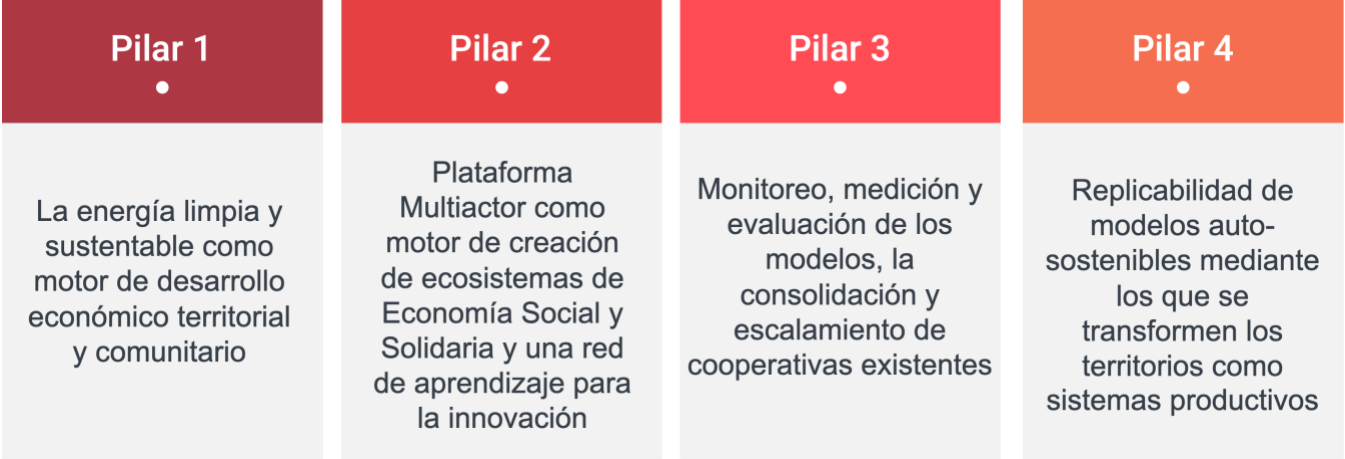 Pilar 1
La energía limpia y
sustentable como
motor de desarrollo
económico territorial
y comunitario
Pilar 2
Plataforma
Multiactor como
motor de creación
de ecosistemas de
Economía Social y
Solidaria y una red
de aprendizaje para
la innovación
Pilar 3
Monitoreo, medición y
evaluación de los
modelos, la
consolidación y
escalamiento de
cooperativas existentes
Pilar 4
Replicabilidad de
modelos auto-
sostenibles mediante
los que se
transformen los
territorios como
sistemas productivos